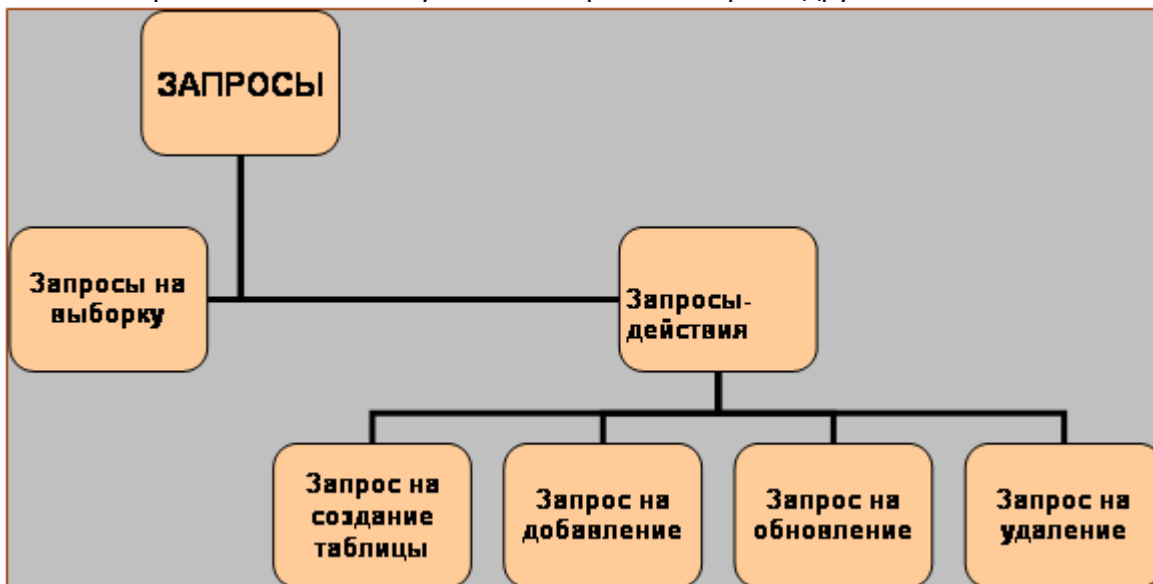 ЗАПРОСЫ
Запросы на
выборку
Запросы-
действия
Запрос на
создание
таблицы
Запрос на
добавление
Запрос на
обновление
Запрос на
удаление